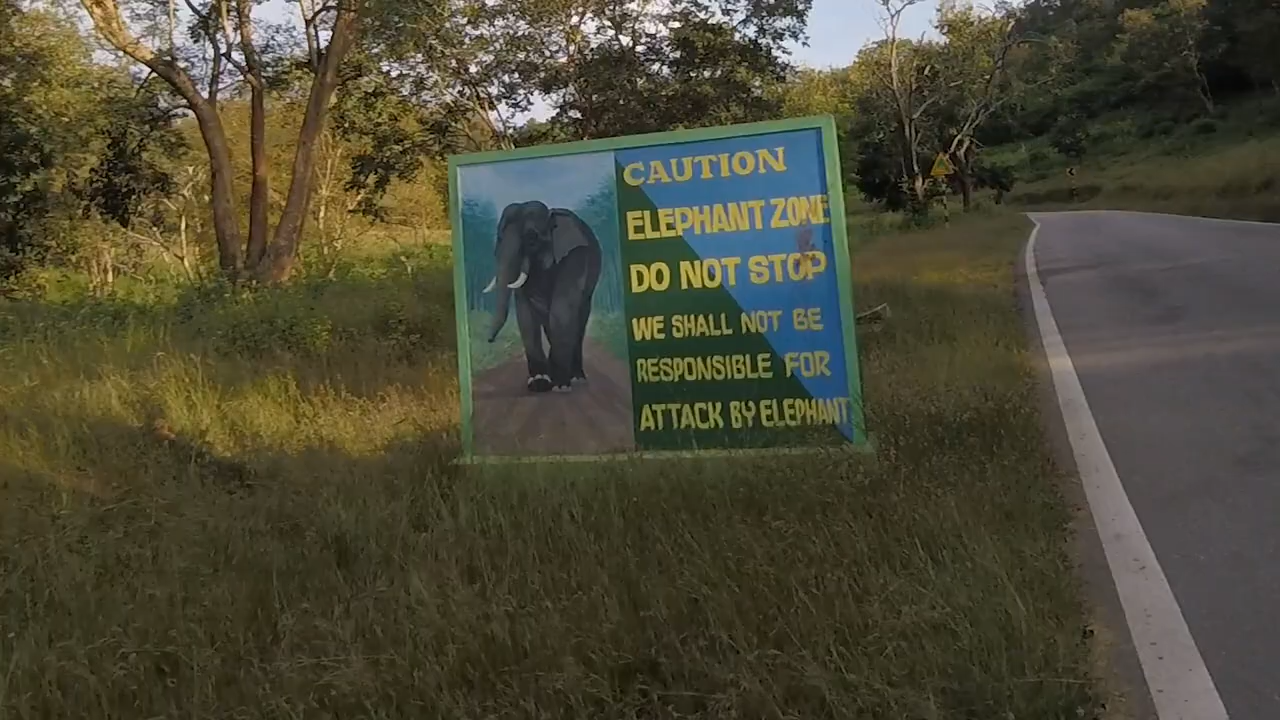 CAUTION
ELEPHANT ZONE
DO NOT STOP
WE SHALL NOT BE
RESPONSIBLE FOR
ATTACK BY ELEPHANT